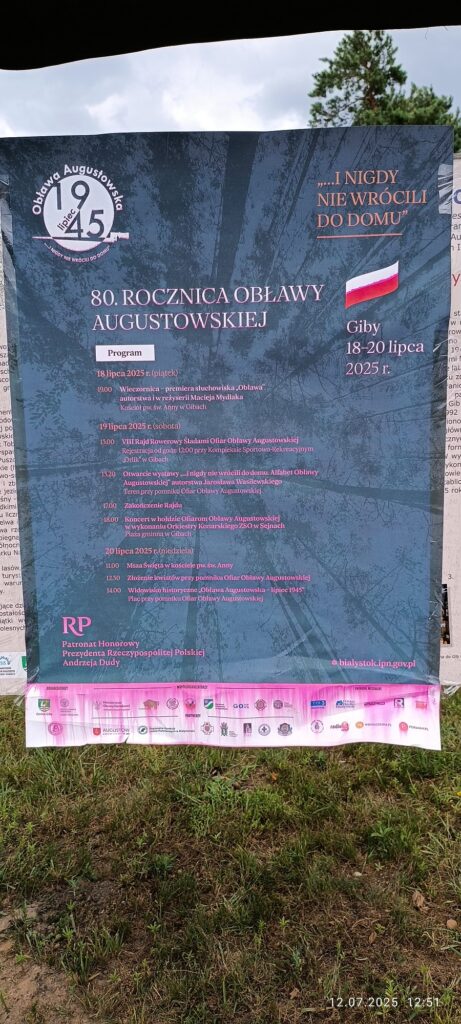 Obława Augustowska
19
lipiec
45
...I NIGDY NIE WRÓCILI DO DOMU"
„...I NIGDY
NIE WRÓCILI
DO DOMU"
80. ROCZNICA OBŁAWY
AUGUSTOWSKIEJ
Giby
18-20 lipca
2025 r.
Program
18 lipca 2025 r. (piątek)
19.00 Wieczornica – premiera słuchowiska „Obława"
autorstwa i w reżyserii Macieja Mydlaka
Kościół pw. św. Anny w Gibach
19 lipca 2025 r. (sobota)
13.00 VIII Rajd Rowerowy Śladami Ofiar Obławy Augustowskiej
Rejestracja od godz. 12.00 przy Kompleksie Sportowo-Rekreacyjnym
„Orlik" w Gibach
15.20 Otwarcie wystawy „...i nigdy nie wrócili do domu. Alfabet Obławy
Augustowskiej" autorstwa Jarosława Wasilewskiego
Teren przy pomniku Ofiar Obławy Augustowskiej
17.00 Zakończenie Rajdu
18.00 Koncert w hołdzie Ofiarom Obławy Augustowskiej
w wykonaniu Orkiestry Kameralnej ZSO w Sejnach
Plaża gminna w Gibach
20 lipca 2025 r. (niedziela)
11.00 Msza Święta w kościele pw. św. Anny
12.30 Złożenie kwiatów przy pomniku Ofiar Obławy Augustowskiej
14.00 Widowisko historyczne „Obława Augustowska – lipiec 1945"
Plac przy pomniku Ofiar Obławy Augustowskiej
RP
Patronat Honorowy
Prezydenta Rzeczypospolitej Polskiej
Andrzeja Dudy
bialystok.ipn.gov.pl
AUGUSTÓW
12.07.2025 12:51